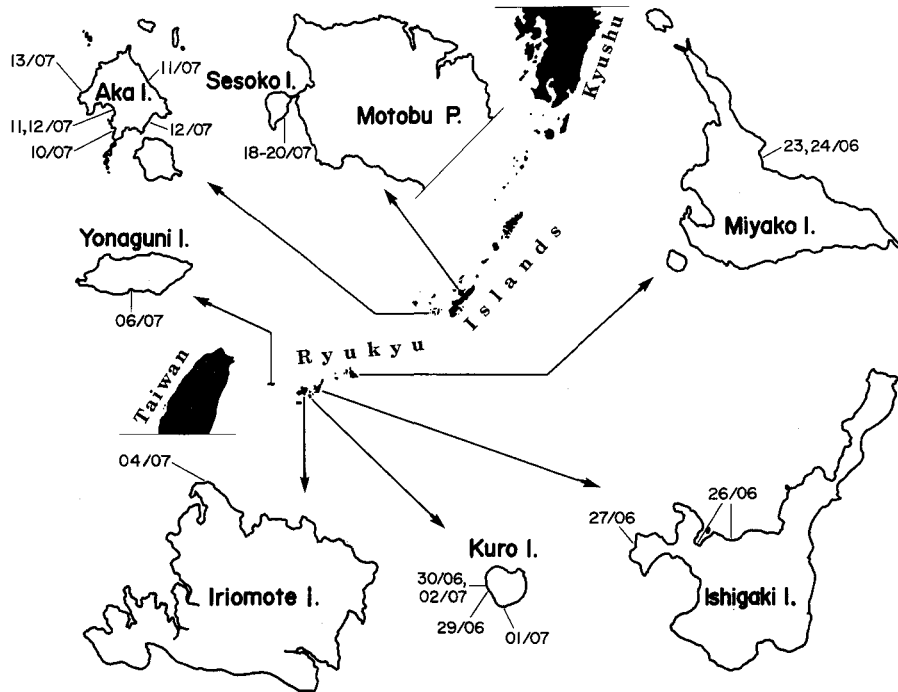 13/07
11/07
Aka I.
11,12/07
12/07
10/07
Sesoko I.
18-20/07
Motobu P.
Kyushu
23,24/06
Miyako I.
Yonaguni I.
06/07
Ryukyu
Islands
Taiwan
04/07
Iriomote I.
Kuro I.
30/06,
02/07
29/06
01/07
26/06
27/06
Ishigaki I.